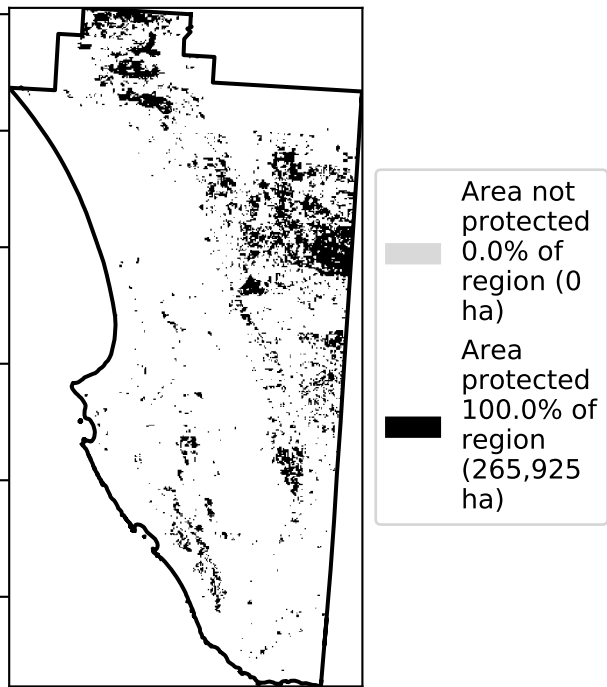 Area not
protected
0.0% of
region (0
ha)
Area
protected
100.0% of
region
(265,925
ha)